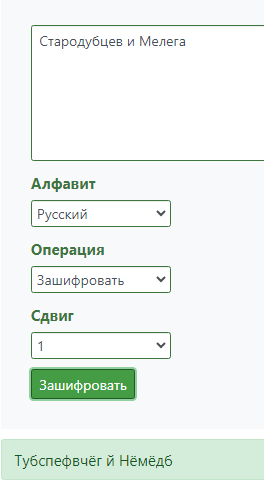 Стародубцев и Мелега
Алфавит
Русский
Операция
Зашифровать
Сдвиг
1
Зашифровать
Тубспефвчёг й Нёмёдб